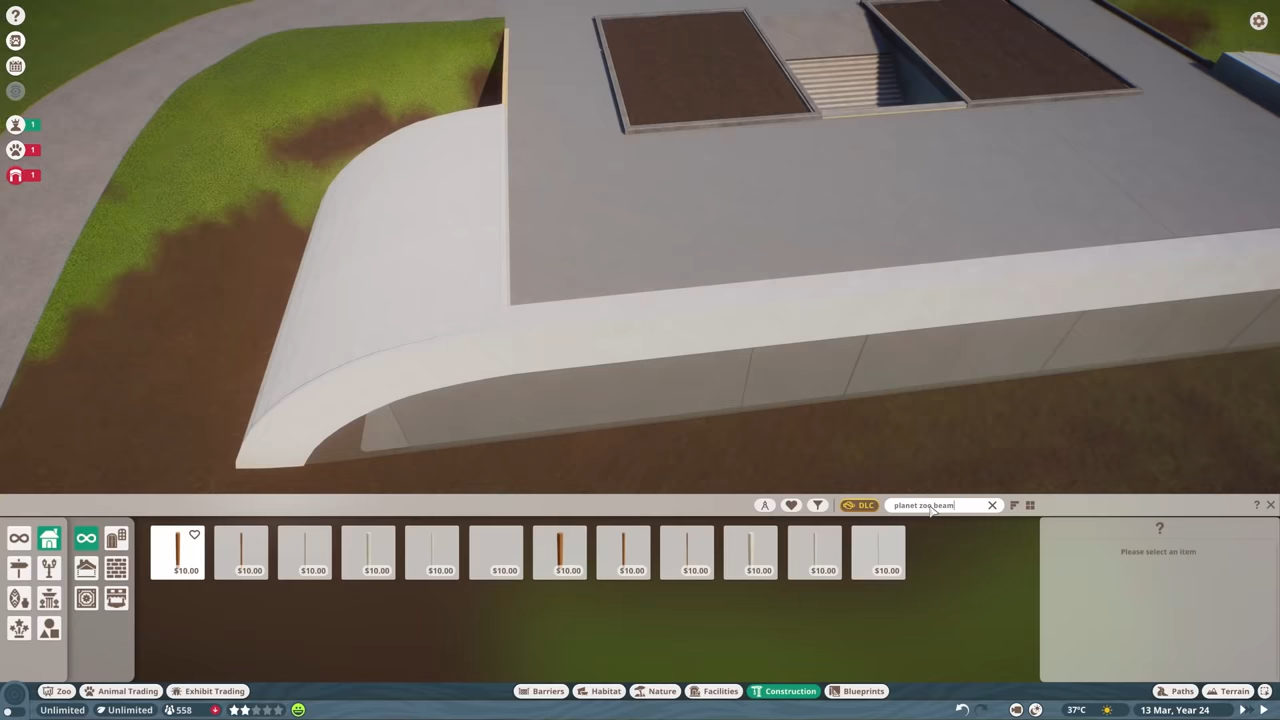 ?
1
1
1
DLC
planet zoo beam
?
$10.00
$10.00
$10.00
$10.00
$10.00
$10.00
$10.00
$10.00
$10.00
$10.00
$10.00
$10.00
?
Please select an item
Zoo
Animal Trading
Exhibit Trading
Barriers
Habitat
Nature
Facilities
Construction
Blueprints
Paths
Terrain
Unlimited
Unlimited
558
37°C
13 Mar, Year 24